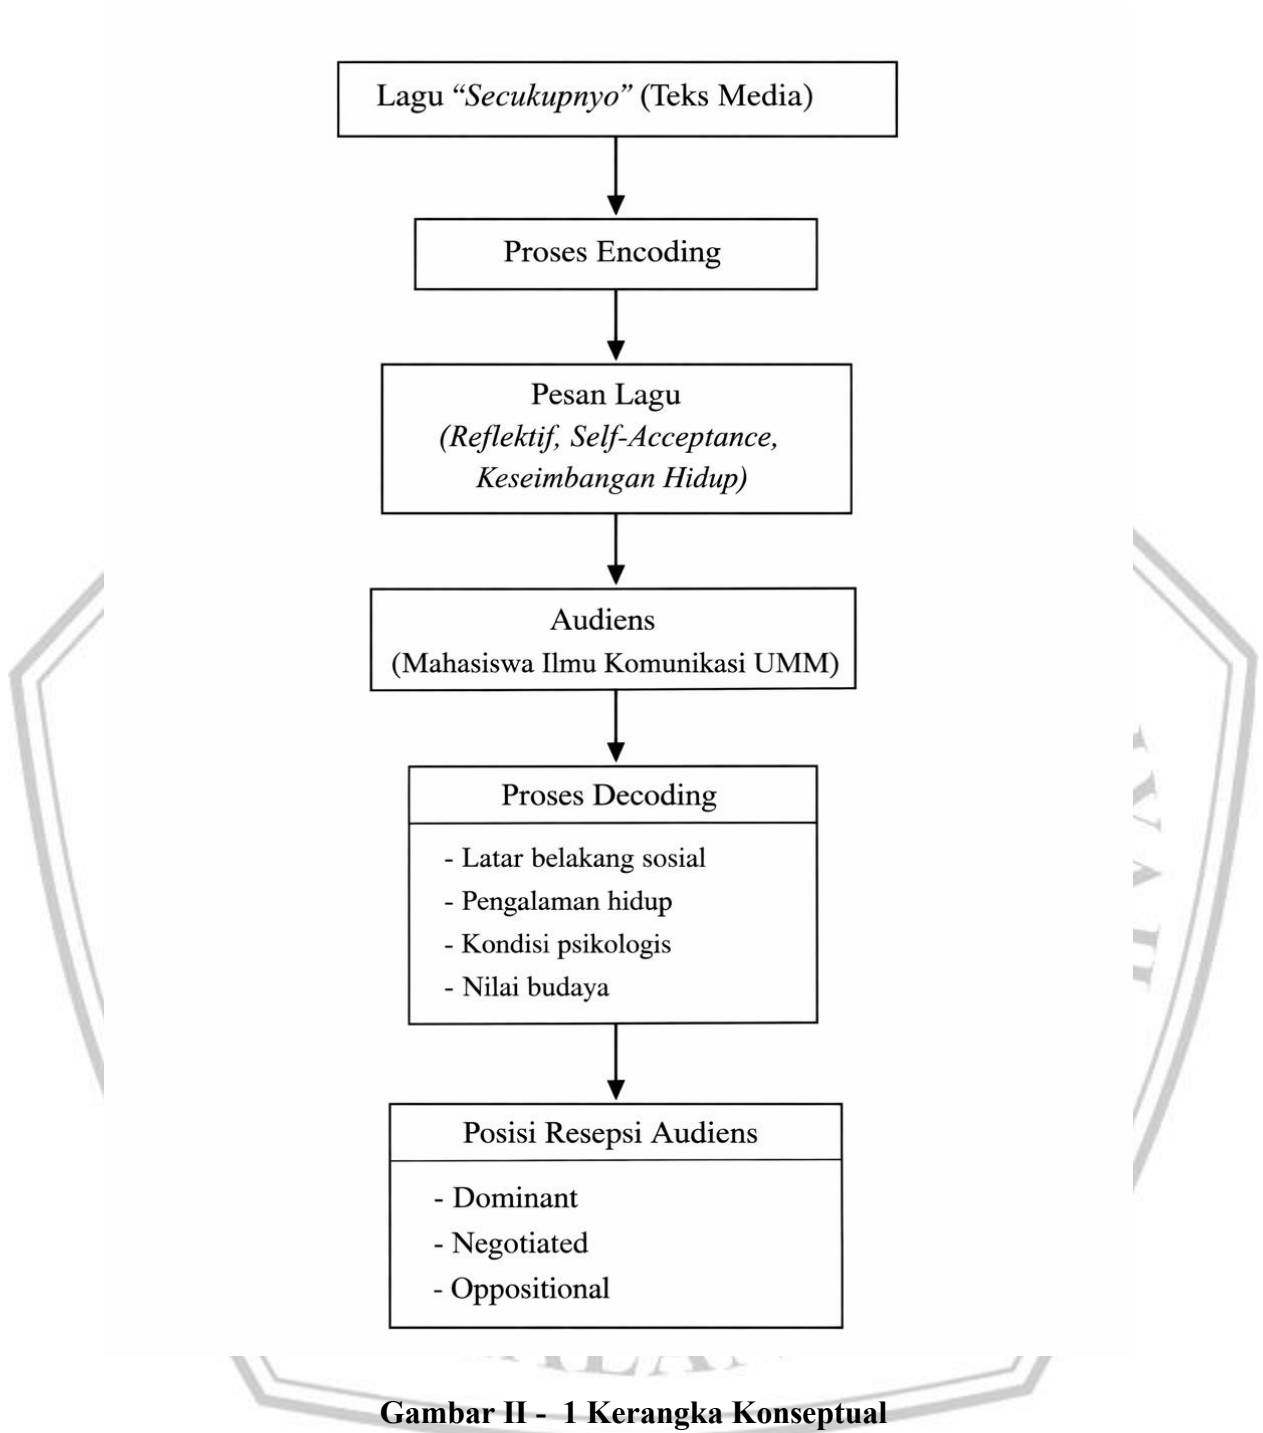 Lagu “Secukupnyo” (Teks Media)
Proses Encoding
Pesan Lagu
(Reflektif, Self-Acceptance,
Keseimbangan Hidup)
Audiens
(Mahasiswa Ilmu Komunikasi UMM)
Proses Decoding
- Latar belakang sosial
- Pengalaman hidup
- Kondisi psikologis
- Nilai budaya
Posisi Resepsi Audiens
- Dominant
- Negotiated
- Oppositional
Gambar II - 1 Kerangka Konseptual